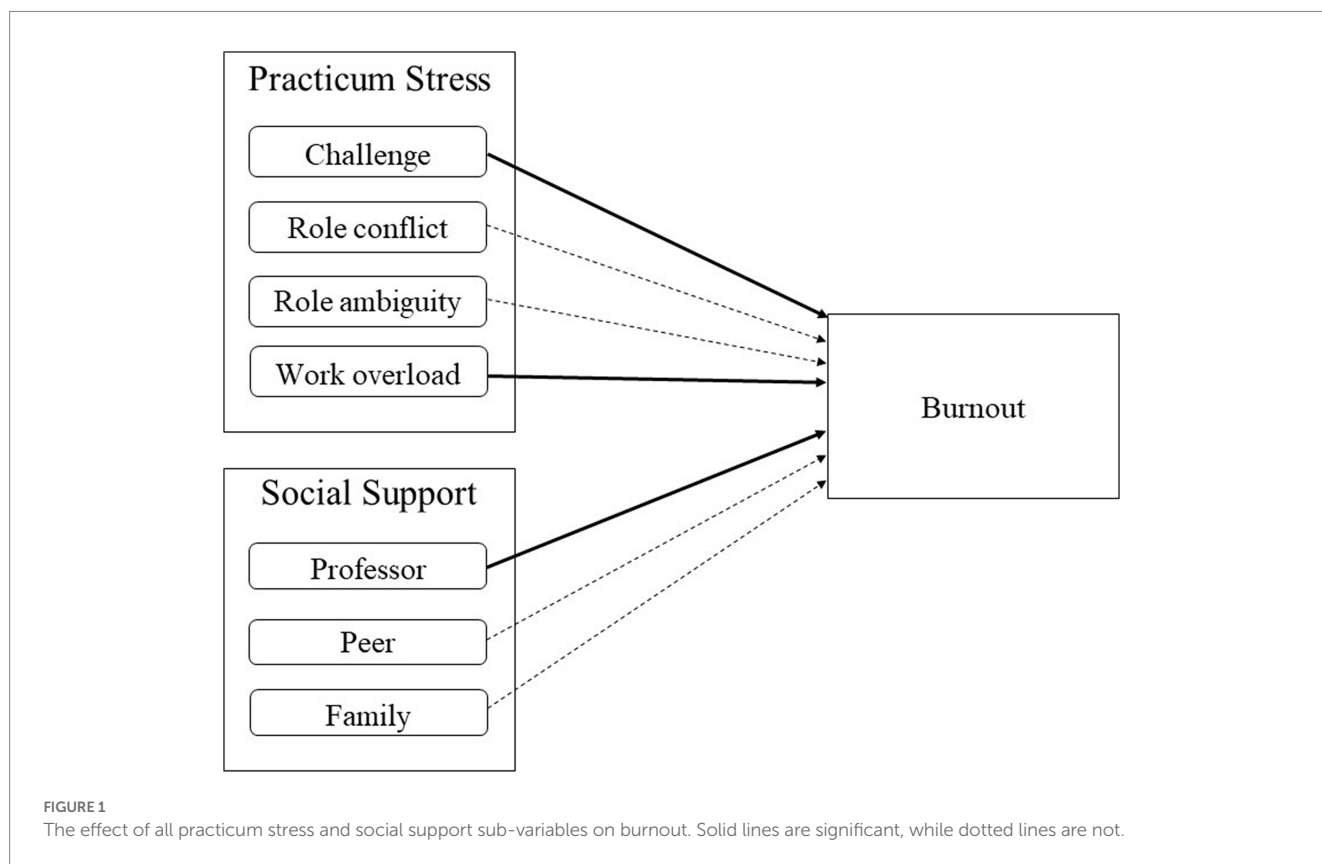 Practicum Stress
Challenge
Role conflict
Role ambiguity
Work overload
Burnout
Social Support
Professor
Peer
Family
FIGURE 1
The effect of all practicum stress and social support sub-variables on burnout. Solid lines are significant, while dotted lines are not.